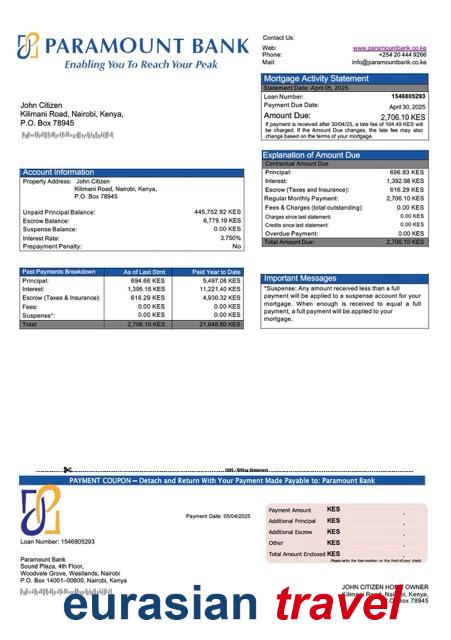 PARAMOUNT BANK
Enabling You To Reach Your Peak
Contact Us:
Web: www.paramountbank.co.ke
Phone: +254 20 444 9266
Mail: info@paramountbank.co.ke
Mortgage Activity Statement
Statement Date: April 05, 2025
Loan Number: 1546805293
Payment Due Date: April 30, 2025
Amount Due: 2,706.10 KES
If payment is received after 30/04/25, a late fee of 104.49 KES will
be charged. If the Amount Due changes, the late fee may also
change based on the terms of your mortgage.
John Citizen
Kilimani Road, Nairobi, Kenya,
P.O. Box 78945
Explanation of Amount Due
Contractual Amount Due
Principal: 696.83 KES
Interest: 1,392.98 KES
Escrow (Taxes and Insurance): 616.29 KES
Regular Monthly Payment: 2,706.10 KES
Fees & Charges (total outstanding) 0.00 KES
Charges since last statement: 0.00 KES
Credits since last statement: 0.00 KES
Overdue Payment: 0.00 KES
Total Amount Due: 2,706.10 KES
Account Information
Property Address: John Citizen
Kilimani Road, Nairobi, Kenya,
P.O. Box 78945
Unpaid Principal Balance: 445,752.92 KES
Escrow Balance: 6,779.19 KES
Suspense Balance: 0.00 KES
Interest Rate: 3.750%
Prepayment Penalty: No
Past Payments Breakdown As of Last Stmt Paid Year to Date
Principal: 694.66 KES 5,497.08 KES
Interest: 1,395.15 KES 11,221.40 KES
Escrow (Taxes & Insurance): 616.29 KES 4,930.32 KES
Fees: 0.00 KES 0.00 KES
Suspense*: 0.00 KES 0.00 KES
Total: 2,706.10 KES 21,648.80 KES
Important Messages
*Suspense: Any amount received less than a full
payment will be applied to a suspense account for your
mortgage. When enough is received to equal a full
payment, a full payment will be applied to your
mortgage.
Billing Statement
PAYMENT COUPON – Detach and Return With Your Payment Made Payable to: Paramount Bank
Payment Date: 05/04/2025
Loan Number: 1546805293
Payment Amount KES
Additional Principal KES
Additional Escrow KES
Other KES
Total Amount Enclosed KES
Please write the loan number on the front of your check
Paramount Bank
Sound Plaza, 4th Floor,
Woodvale Grove, Westlands, Nairobi
P.O. Box 14001–00800, Nairobi, Kenya
JOHN CITIZEN HOME OWNER
Kilimani Road, Nairobi, Kenya,
P.O. Box 78945
eurasian travel